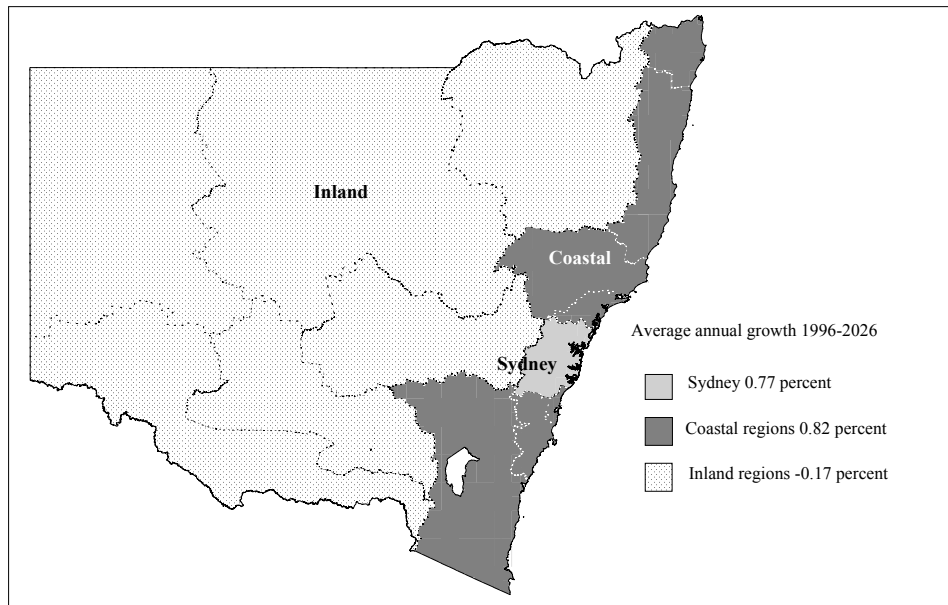 Inland
Coastal
Sydney
Average annual growth 1996-2026
Sydney 0.77 percent
Coastal regions 0.82 percent
Inland regions -0.17 percent